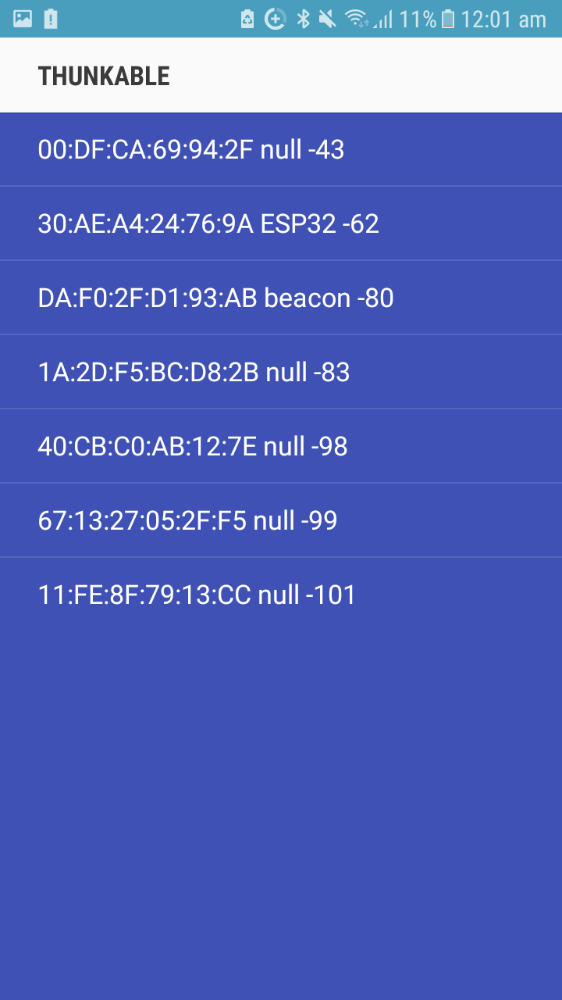 11% 12:01 am
THUNKABLE
00:DF:CA:69:94:2F null -43
30:AE:A4:24:76:9A ESP32 -62
DA:F0:2F:D1:93:AB beacon -80
1A:2D:F5:BC:D8:2B null -83
40:CB:C0:AB:12:7E null -98
67:13:27:05:2F:F5 null -99
11:FE:8F:79:13:CC null -101